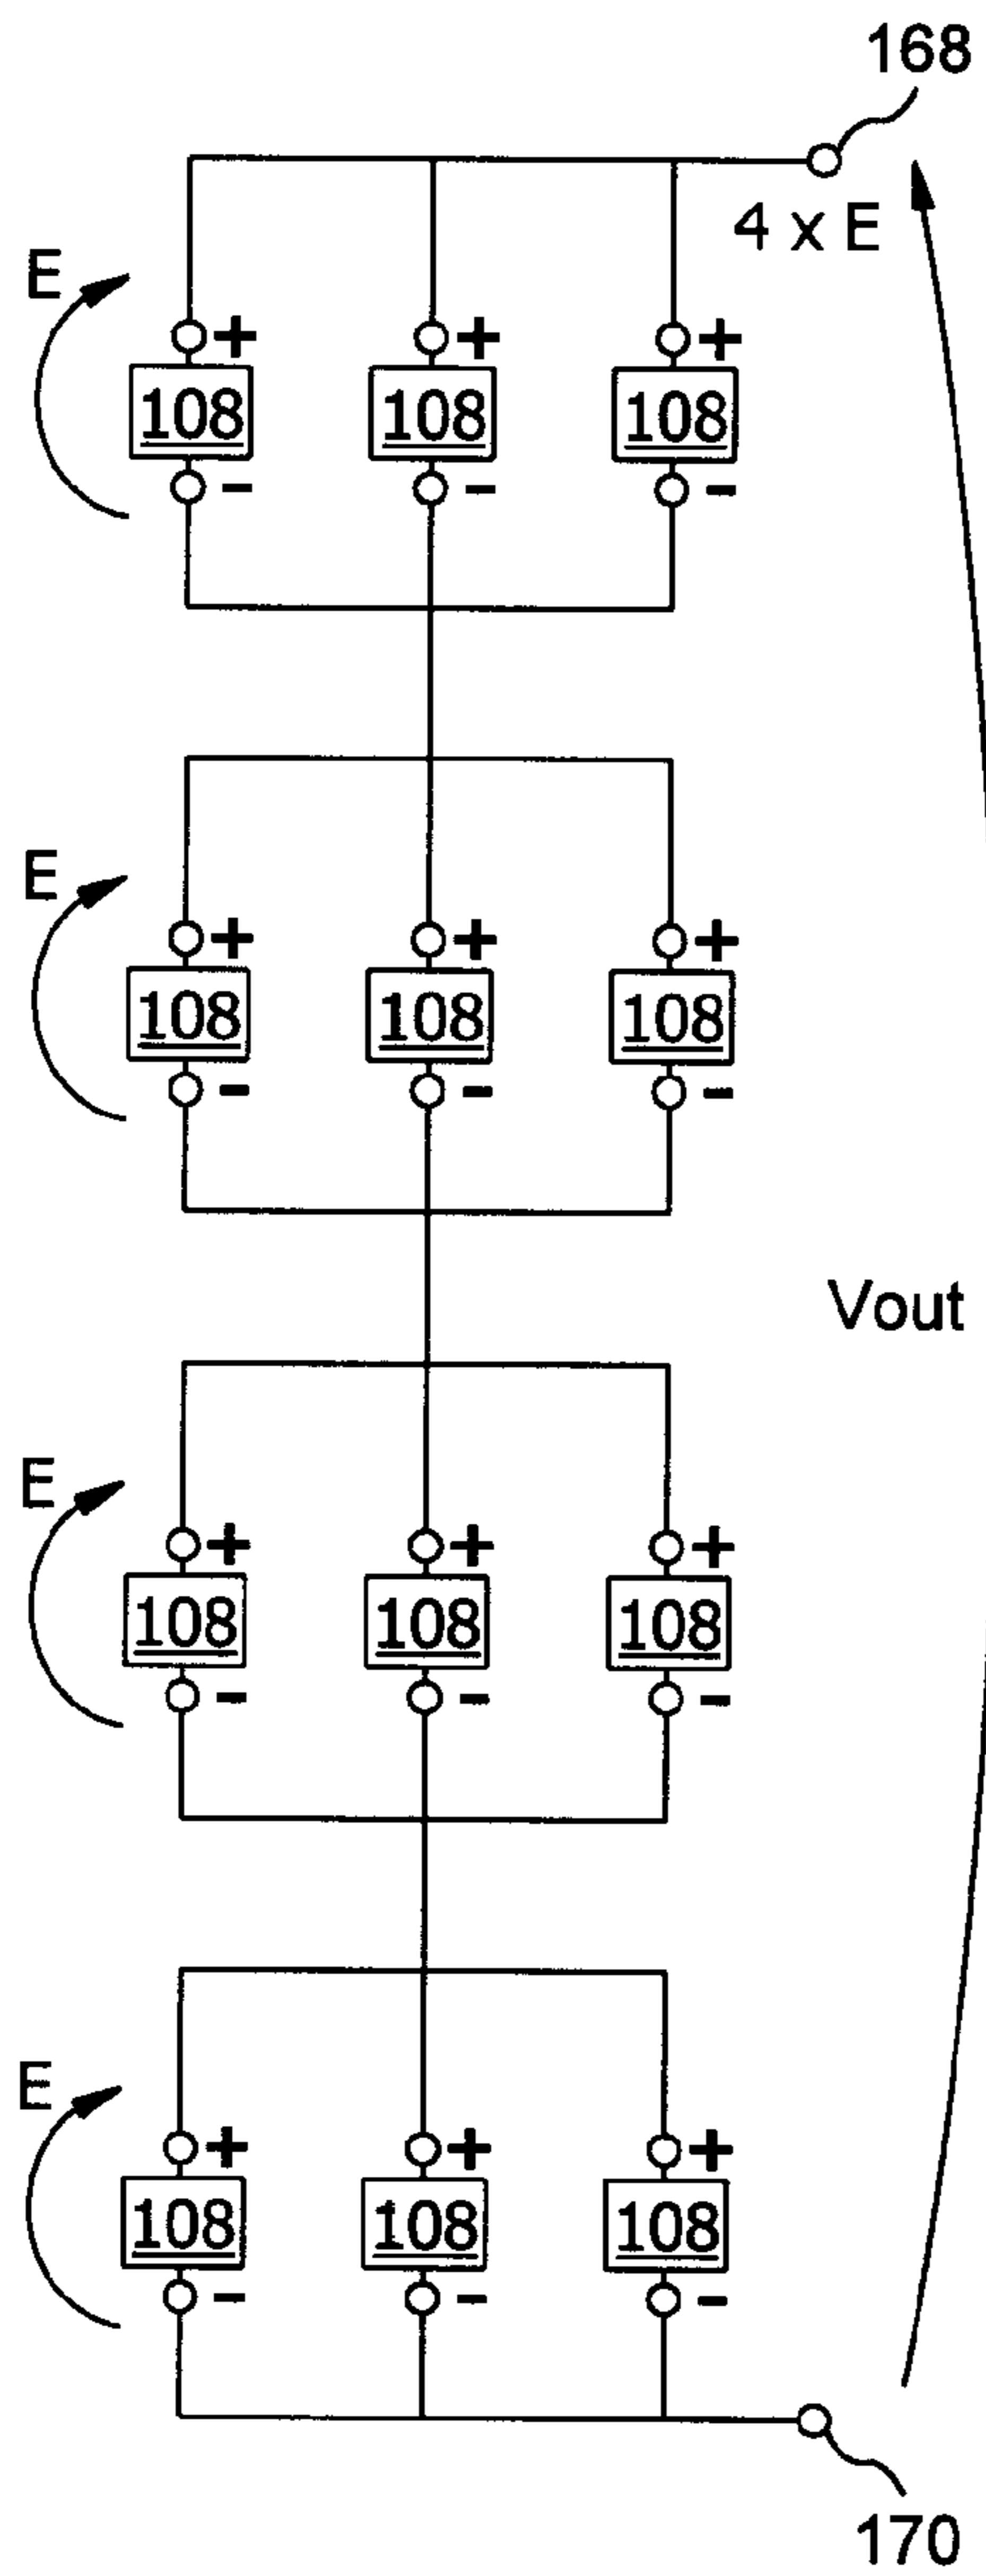 168
4 x E
E
+ + +
108 108 108
- - -
E
+ + +
108 108 108
- - -
Vout
E
+ + +
108 108 108
- - -
E
+ + +
108 108 108
- - -
170